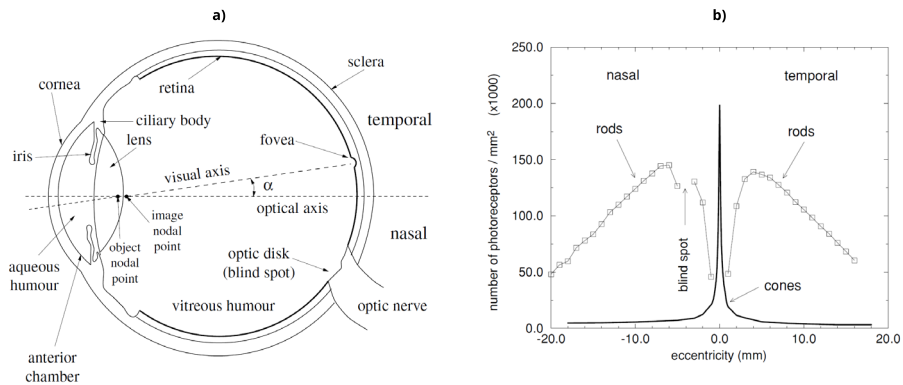 a)
cornea
retina
sclera
ciliary body
lens
iris
temporal
fovea
visual axis
α
optical axis
image
nodal
point
object
nodal
point
nasal
aqueous
humour
optic disk
(blind spot)
vitreous humour
optic nerve
anterior
chamber
b)
number of photoreceptors / mm² (x1000)
250.0
200.0
150.0
100.0
50.0
0.0
nasal
temporal
rods
rods
blind spot
cones
-20.0
-10.0
0.0
10.0
20.0
eccentricity (mm)